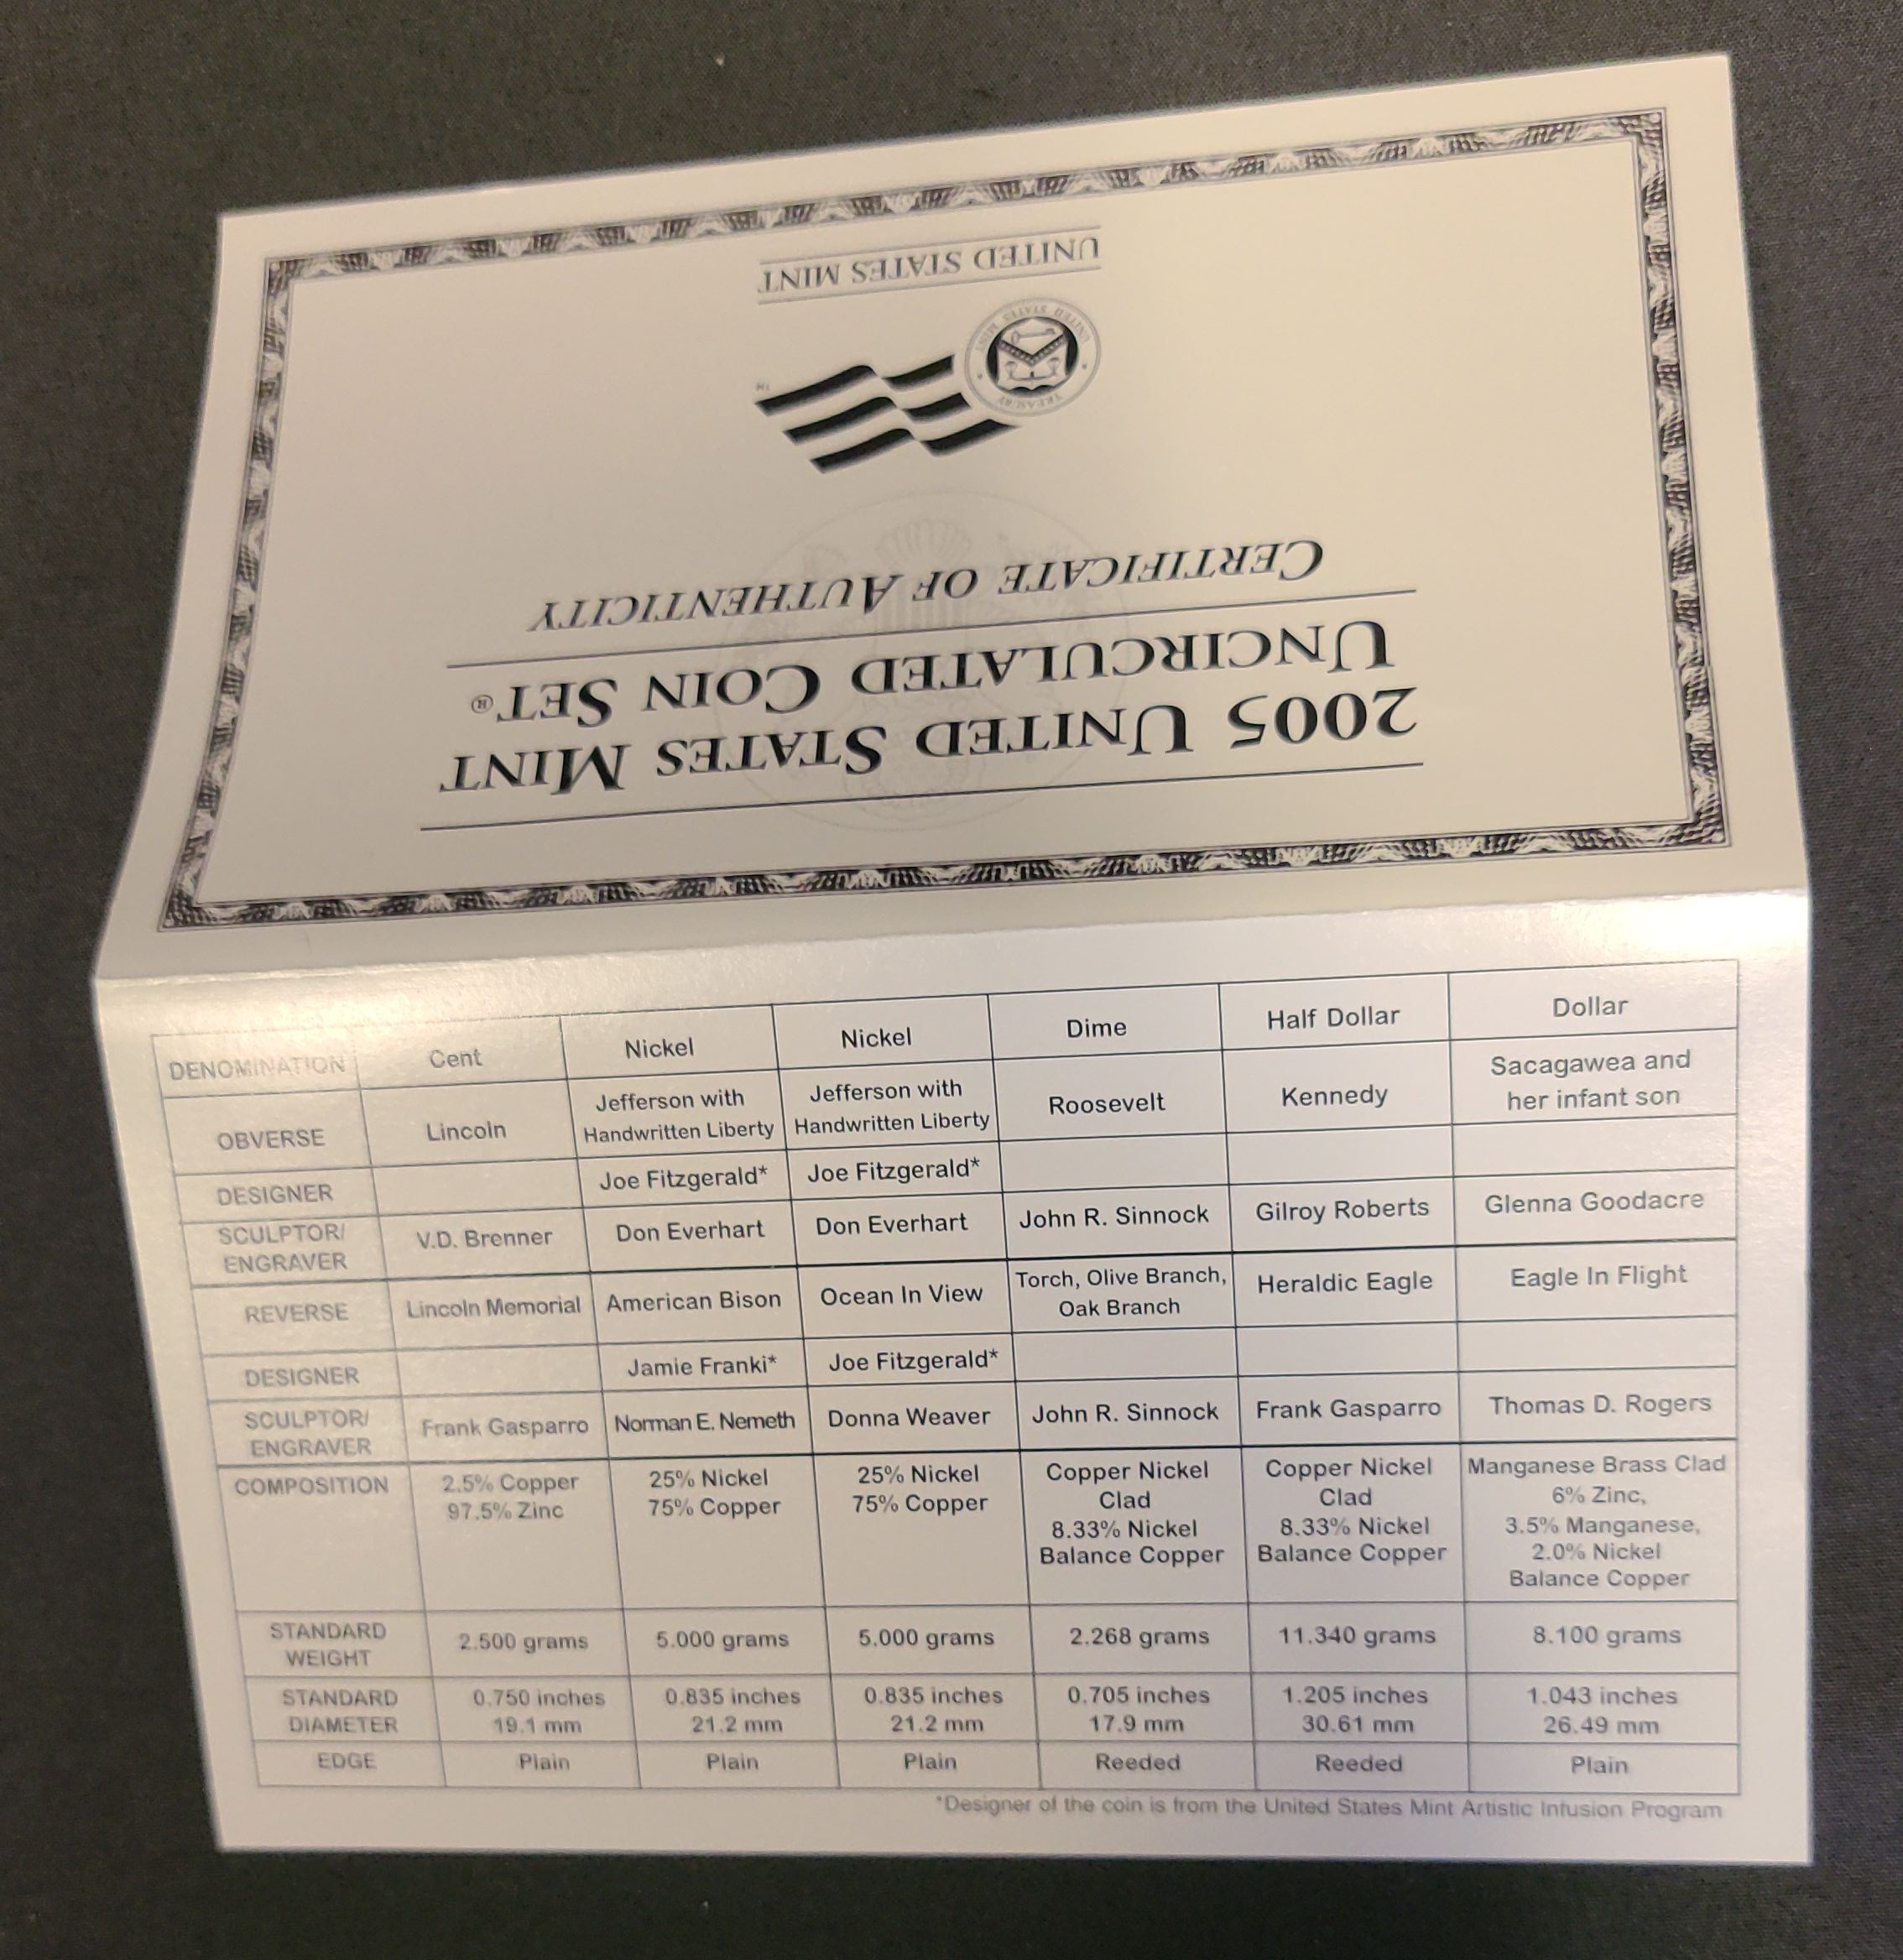 2005 UNITED STATES MINT
UNCIRCULATED COIN SET®
CERTIFICATE OF AUTHENTICITY
TREASURY
UNITED STATES MINT
TM
UNITED STATES MINT
DENOMINATION Cent Nickel Nickel Dime Half Dollar Dollar
OBVERSE Lincoln Jefferson with Handwritten Liberty Jefferson with Handwritten Liberty Roosevelt Kennedy Sacagawea and her infant son
DESIGNER Joe Fitzgerald* Joe Fitzgerald*
SCULPTOR/ENGRAVER V.D. Brenner Don Everhart Don Everhart John R. Sinnock Gilroy Roberts Glenna Goodacre
REVERSE Lincoln Memorial American Bison Ocean In View Torch, Olive Branch, Oak Branch Heraldic Eagle Eagle In Flight
DESIGNER Jamie Franki* Joe Fitzgerald*
SCULPTOR/ENGRAVER Frank Gasparro Norman E. Nemeth Donna Weaver John R. Sinnock Frank Gasparro Thomas D. Rogers
COMPOSITION 2.5% Copper 97.5% Zinc 25% Nickel 75% Copper 25% Nickel 75% Copper Copper Nickel Clad 8.33% Nickel Balance Copper Copper Nickel Clad 8.33% Nickel Balance Copper Manganese Brass Clad 6% Zinc, 3.5% Manganese, 2.0% Nickel Balance Copper
STANDARD WEIGHT 2.500 grams 5.000 grams 5.000 grams 2.268 grams 11.340 grams 8.100 grams
STANDARD DIAMETER 0.750 inches 19.1 mm 0.835 inches 21.2 mm 0.835 inches 21.2 mm 0.705 inches 17.9 mm 1.205 inches 30.61 mm 1.043 inches 26.49 mm
EDGE Plain Plain Plain Reeded Reeded Plain
*Designer of the coin is from the United States Mint Artistic Infusion Program